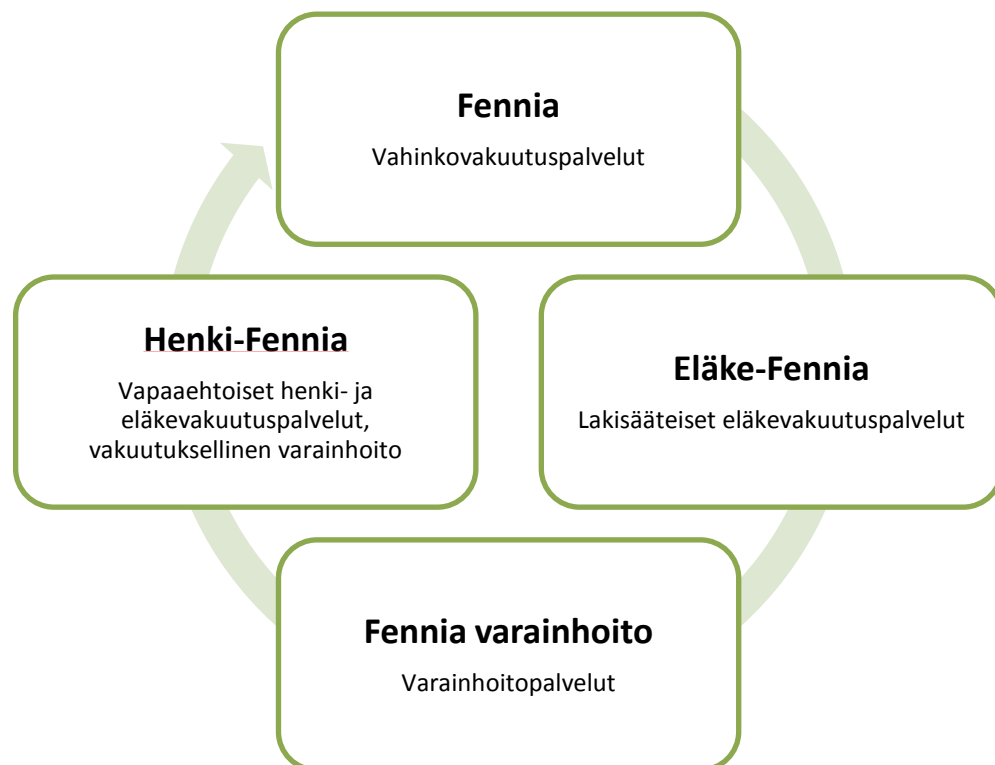 Fennia
Vahinkovakuutuspalvelut
Henki-Fennia
Vapaaehtoiset henki- ja
eläkevakuutuspalvelut,
vakuutuksellinen varainhoito
Eläke-Fennia
Lakisääteiset eläkevakuutuspalvelut
Fennia varainhoito
Varainhoitopalvelut